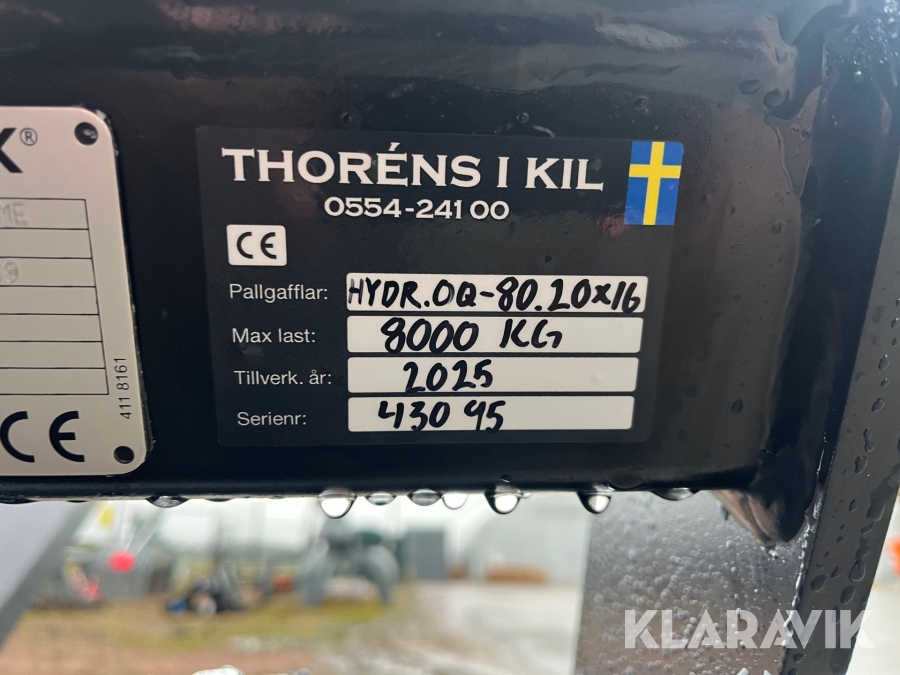 THORÉNS I KIL
0554-241 00
CE
Pallgafflar: HYDR.OQ-80.20x16
Max last: 8000 KG
Tillverk. år: 2025
Serienr: 430 95
411 8161
CE
KLARAVIK